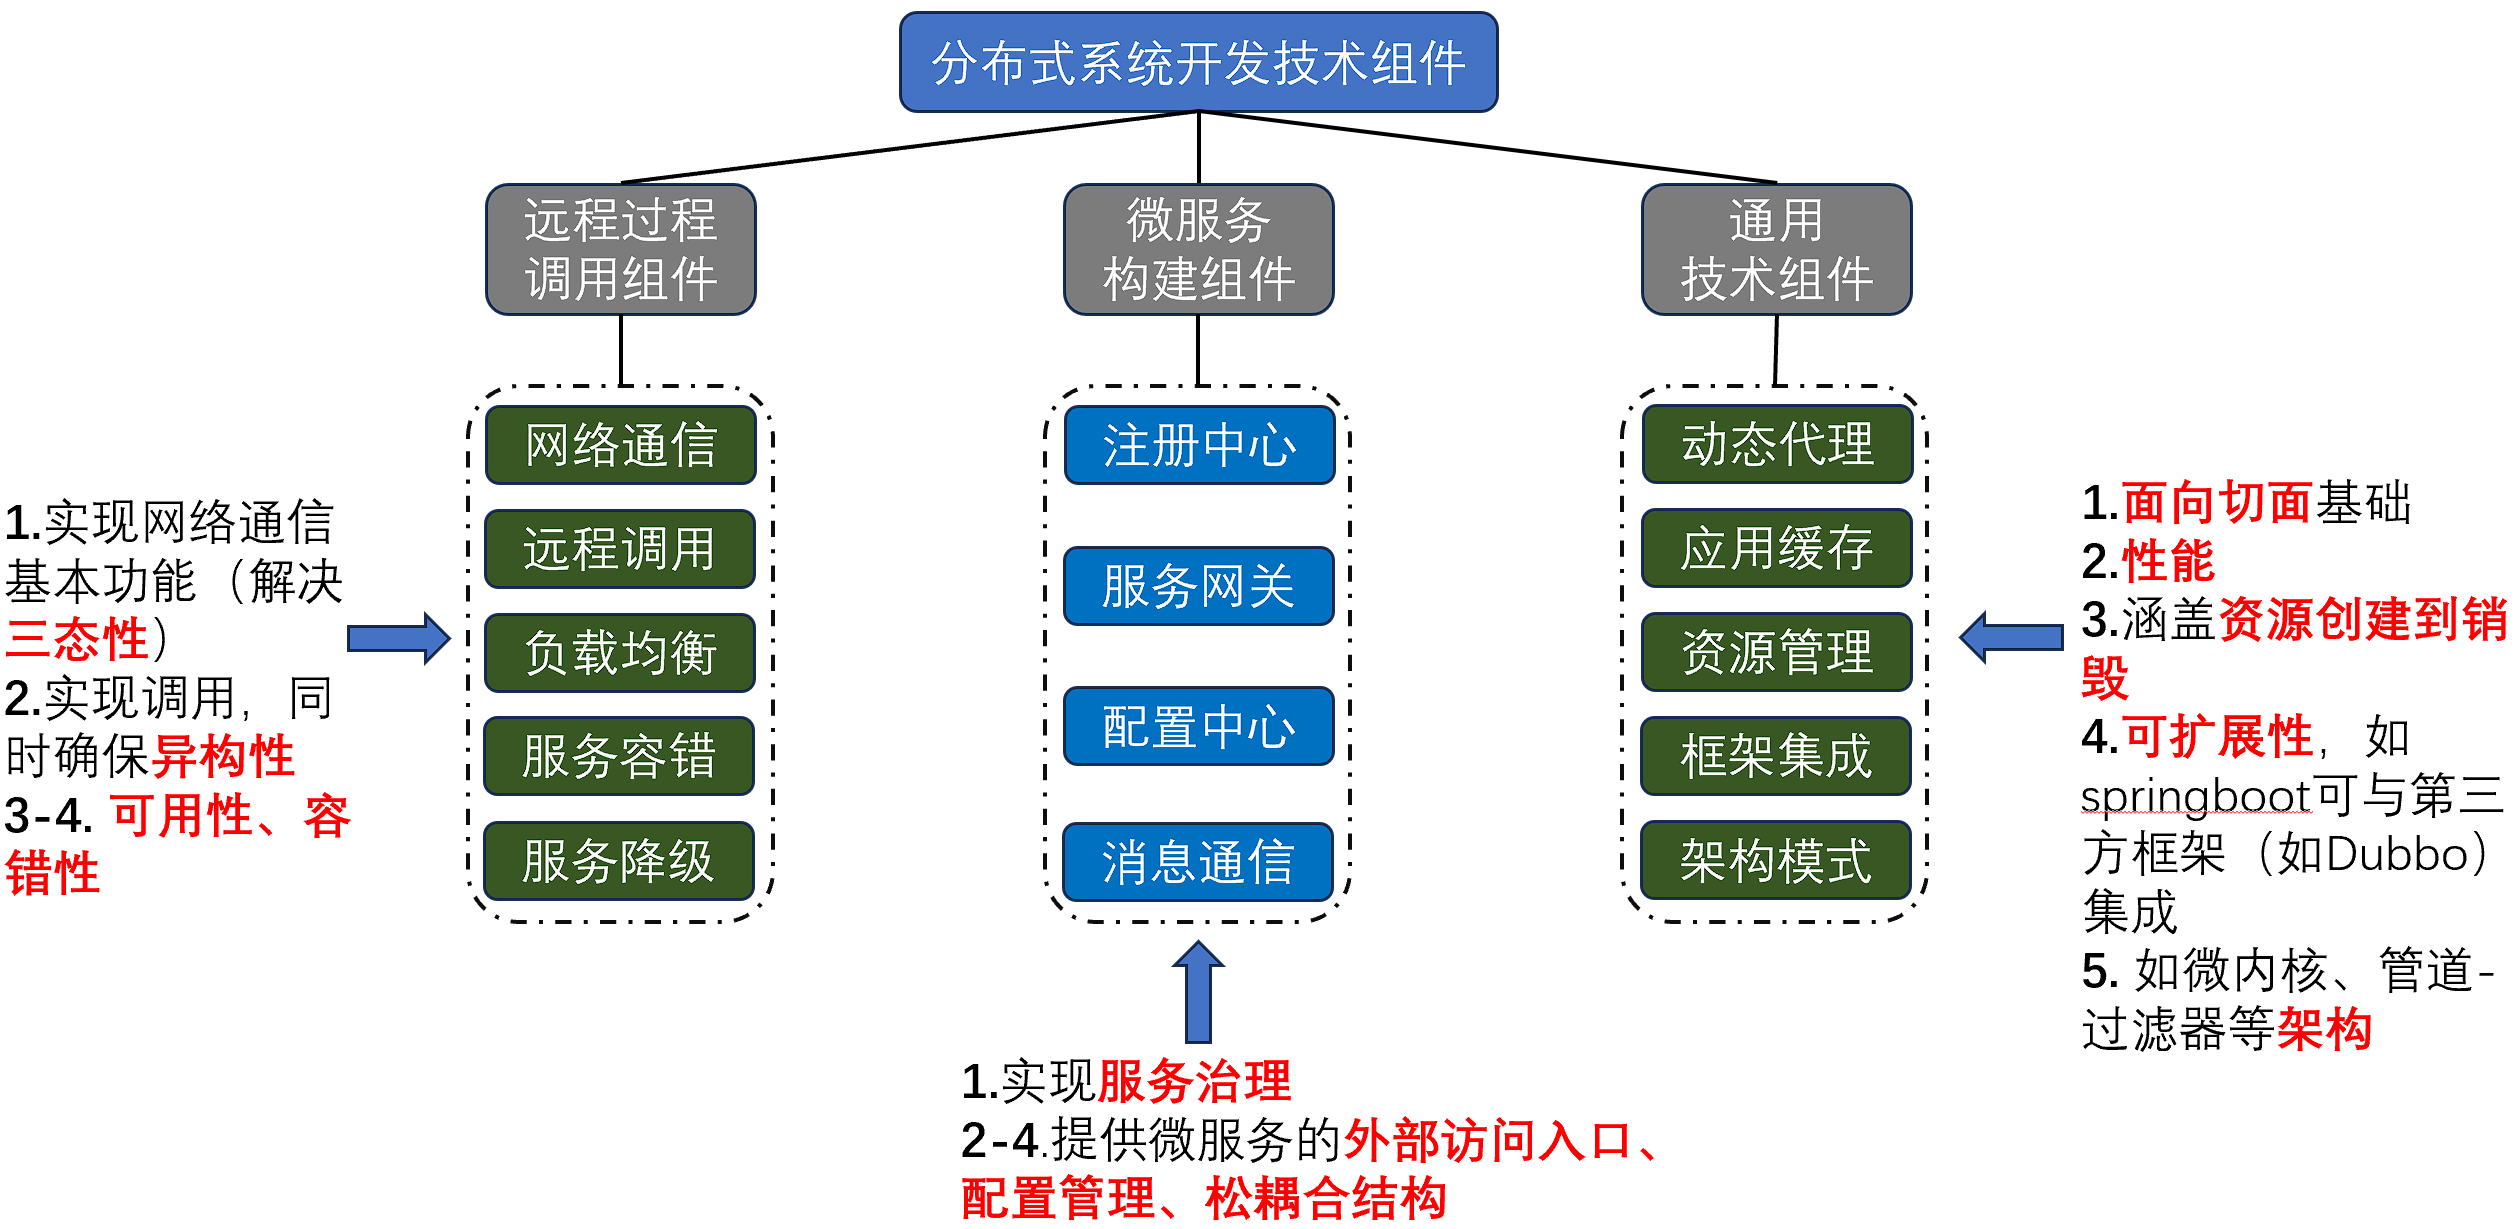 分布式系统开发技术组件
远程过程
调用组件
微服务
构建组件
通用
技术组件
网络通信
远程调用
负载均衡
服务容错
服务降级
注册中心
服务网关
配置中心
消息通信
动态代理
应用缓存
资源管理
框架集成
架构模式
1.实现网络通信
基本功能（解决
三态性）
2.实现调用，同
时确保异构性
3-4. 可用性、容
错性
1.实现服务治理
2-4.提供微服务的外部访问入口、
配置管理、松耦合结构
1.面向切面基础
2.性能
3.涵盖资源创建到销
毁
4.可扩展性，如
springboot可与第三
方框架（如Dubbo）
集成
5. 如微内核、管道-
过滤器等架构